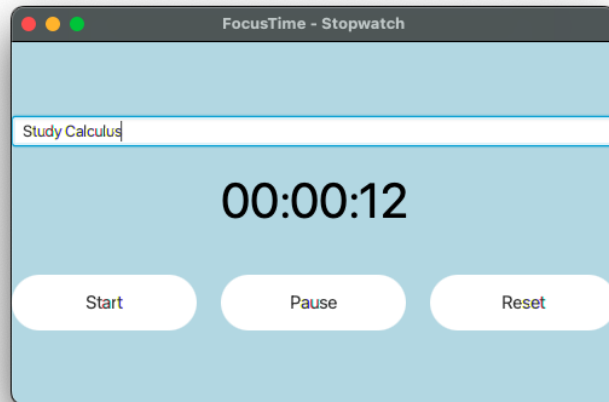 FocusTime - Stopwatch
Study Calculus
00:00:12
Start Pause Reset